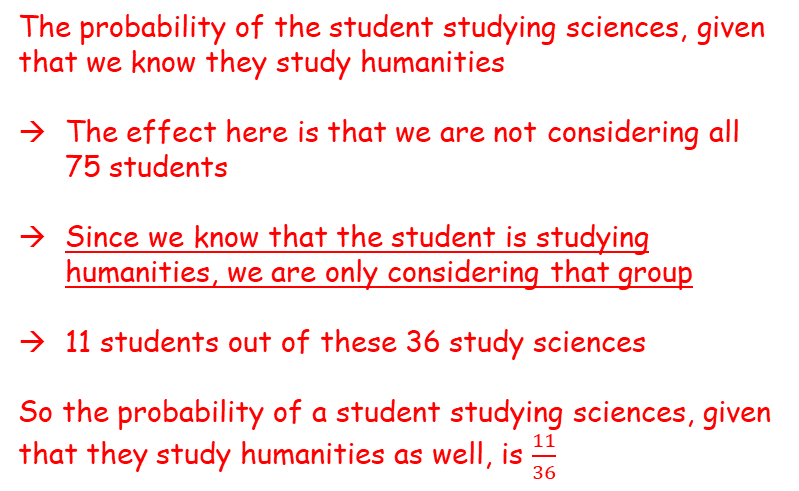 The probability of the student studying sciences, given
that we know they study humanities
→ The effect here is that we are not considering all
75 students
→ Since we know that the student is studying
humanities, we are only considering that group
→ 11 students out of these 36 study sciences
So the probability of a student studying sciences, given
that they study humanities as well, is 11/36